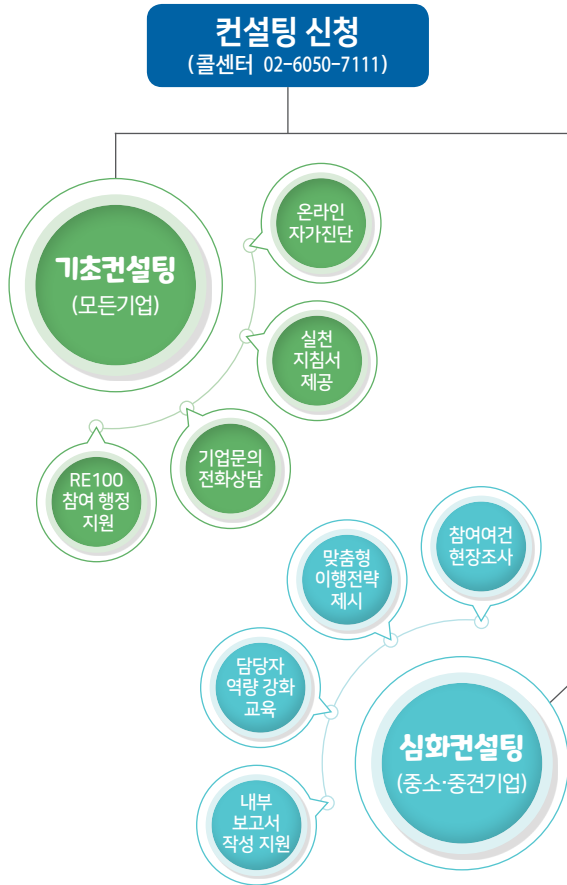 컨설팅 신청
(콜센터 02-6050-7111)
기초컨설팅
(모든기업)
온라인
자가진단
실천
지침서
제공
기업문의
전화상담
RE100
참여 행정
지원
참여여건
현장조사
맞춤형
이행전략
제시
담당자
역량 강화
교육
내부
보고서
작성 지원
심화컨설팅
(중소·중견기업)